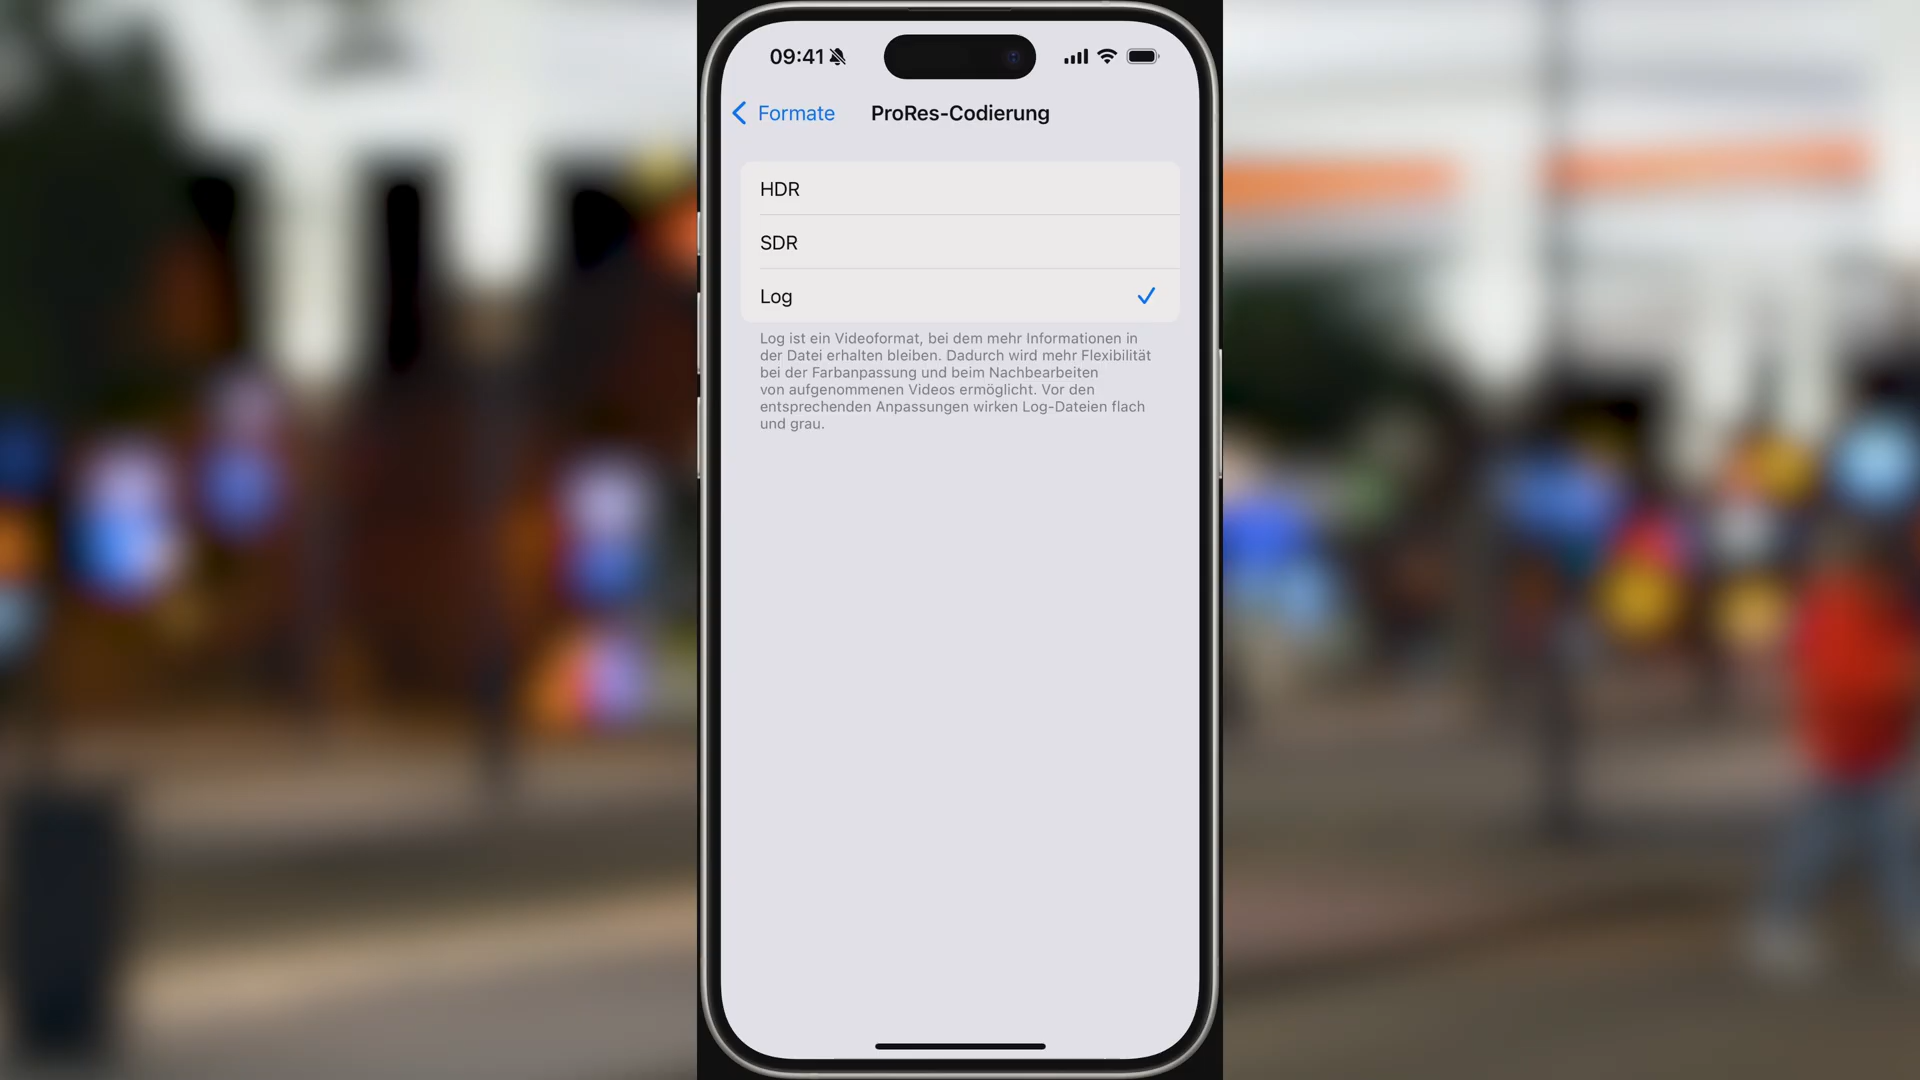 09:41
Formate
ProRes-Codierung
HDR
SDR
Log
Log ist ein Videoformat, bei dem mehr Informationen in
der Datei erhalten bleiben. Dadurch wird mehr Flexibilität
bei der Farbanpassung und beim Nachbearbeiten
von aufgenommenen Videos ermöglicht. Vor den
entsprechenden Anpassungen wirken Log-Dateien flach
und grau.